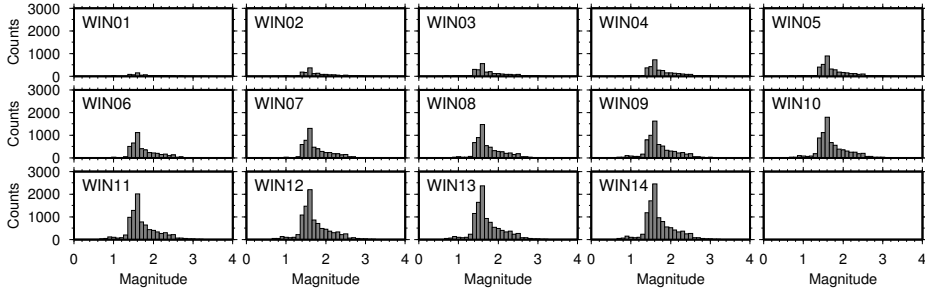 3000
2000
1000
0
Counts
WIN01
WIN02
WIN03
WIN04
WIN05
3000
2000
1000
0
Counts
WIN06
WIN07
WIN08
WIN09
WIN10
3000
2000
1000
0
Counts
WIN11
WIN12
WIN13
WIN14
0 1 2 3 4
0 1 2 3 4
0 1 2 3 4
0 1 2 3 4
0 1 2 3 4
Magnitude
Magnitude
Magnitude
Magnitude
Magnitude